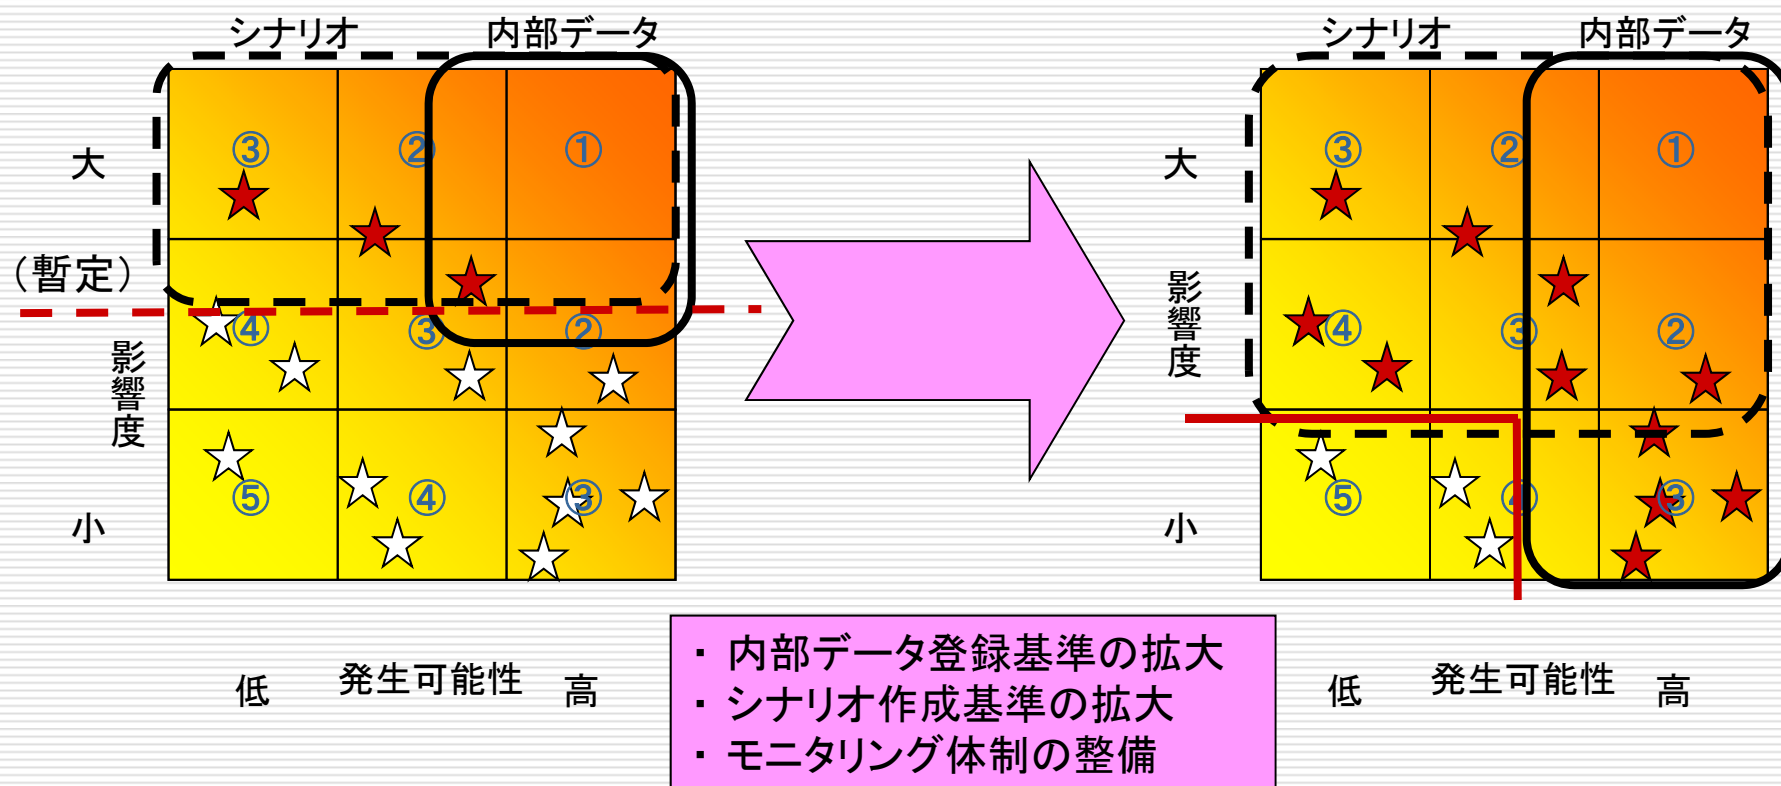 シナリオ 内部データ
大
③ ② ①
(暫定)
影響度
④ ③ ②
⑤ ④ ③
小
低 発生可能性 高
シナリオ 内部データ
大
③ ② ①
影響度
④ ③ ②
⑤ ④ ③
小
低 発生可能性 高
・ 内部データ登録基準の拡大
・ シナリオ作成基準の拡大
・ モニタリング体制の整備